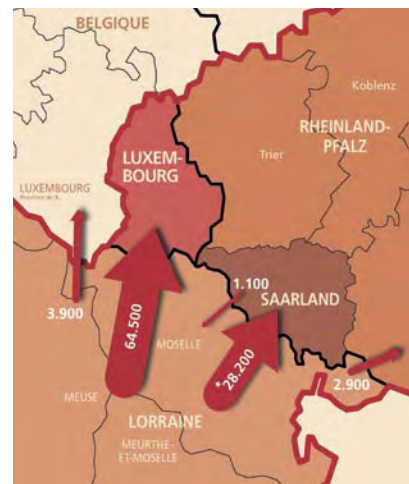 BELGIQUE
Koblenz
RHEINLAND-
PFALZ
Trier
LUXEM-
BOURG
LUXEMBOURG
1.100
SAARLAND
3.900
64.500
MOSELLE
*28.200
2.900
MEUSE
LORRAINE
MEURTHE-
ET-MOSELLE